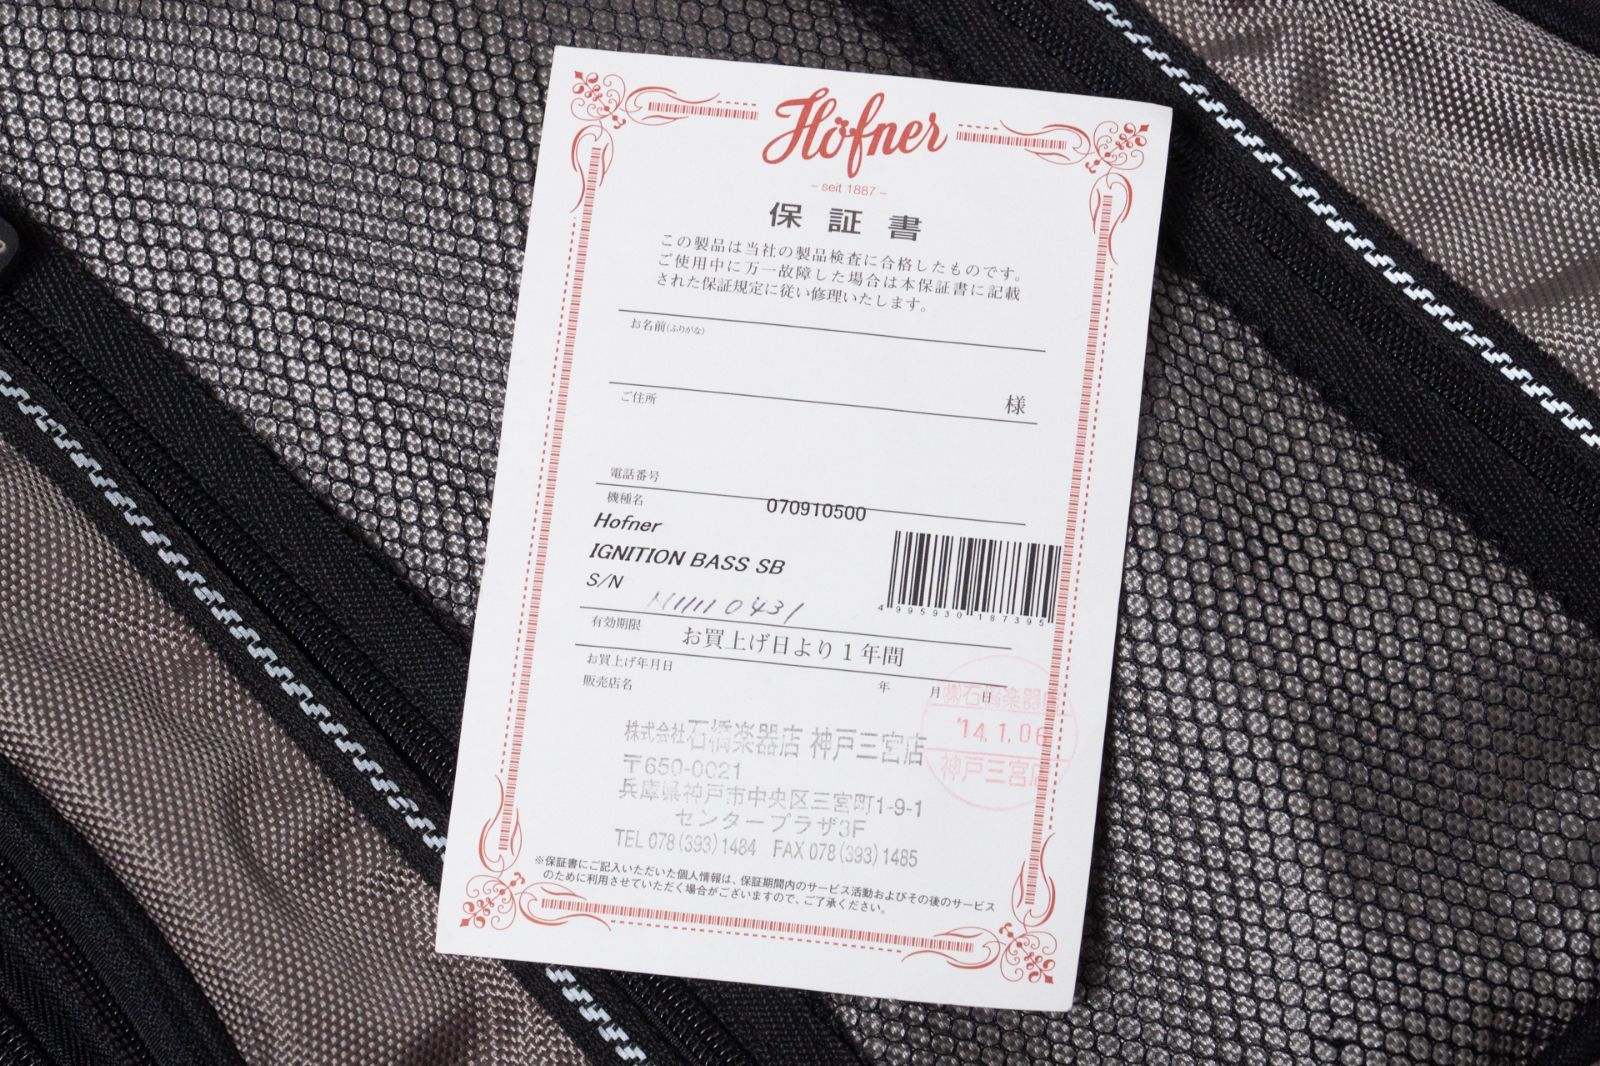 Höfner
– seit 1887 –
保証書
この製品は当社の製品検査に合格したものです。
ご使用中に万一故障した場合は本保証書に記載
された保証規定に従い修理いたします。
お名前(ふりがな)
様
ご住所
電話番号
機種名
070910500
Hofner
IGNITION BASS SB
S/N
4 995930 187395
有効期限 お買上げ日より1年間
お買上げ年月日 年 月 日
販売店名
㈱石橋楽器
'14.1.06
神戸三宮店
株式会社石橋楽器店 神戸三宮店
〒650-0021
兵庫県神戸市中央区三宮町1-9-1
センタープラザ3F
TEL 078(393)1484 FAX 078(393)1485
※保証書にご記入いただいた個人情報は、保証期間内のサービス活動およびその後のサービス
のために利用させていただく場合がございますので、ご了承ください。